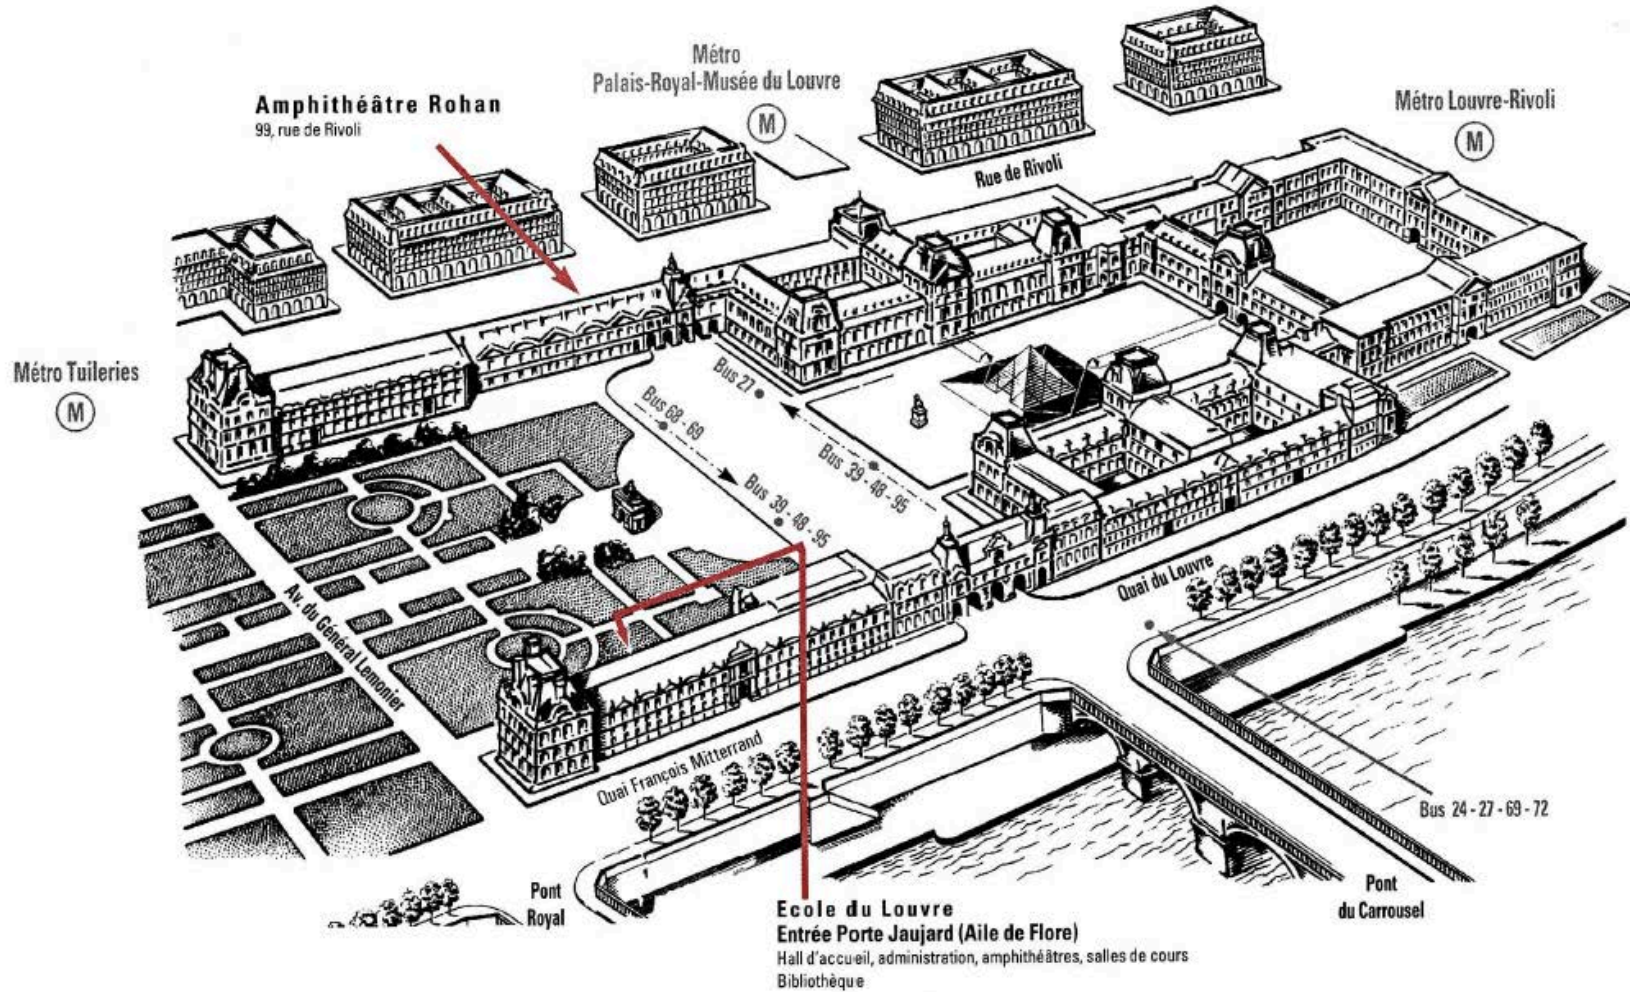 Métro
Palais-Royal-Musée du Louvre
M
Amphithéâtre Rohan
99, rue de Rivoli
Métro Louvre-Rivoli
M
Rue de Rivoli
Métro Tuileries
M
Bus 27
Bus 68 - 69
Bus 39 - 48 - 95
Bus 39 - 48 - 95
Av. du Général Lemonier
Quai du Louvre
Quai François Mitterrand
Bus 24 - 27 - 69 - 72
Pont
Royal
Pont
du Carrousel
Ecole du Louvre
Entrée Porte Jaujard (Aile de Flore)
Hall d'accueil, administration, amphithéâtres, salles de cours
Bibliothèque